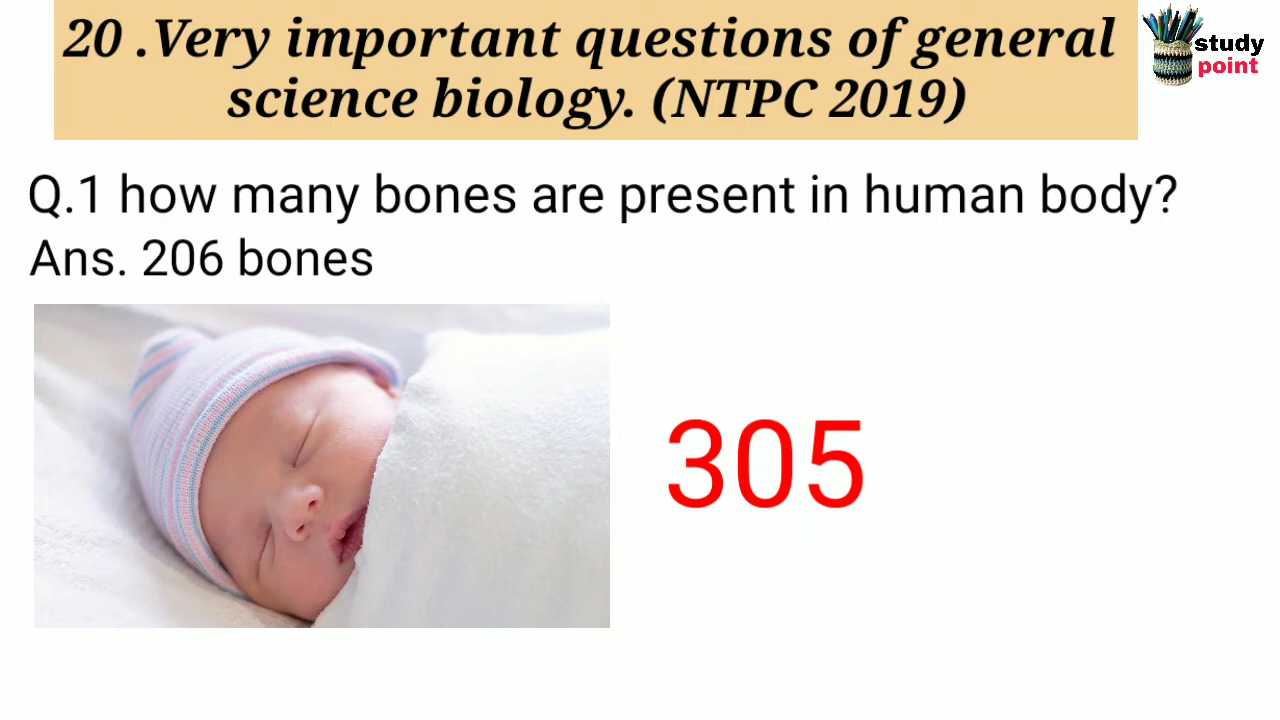 20 .Very important questions of general
science biology. (NTPC 2019)
study
point
Q.1 how many bones are present in human body?
Ans. 206 bones
305